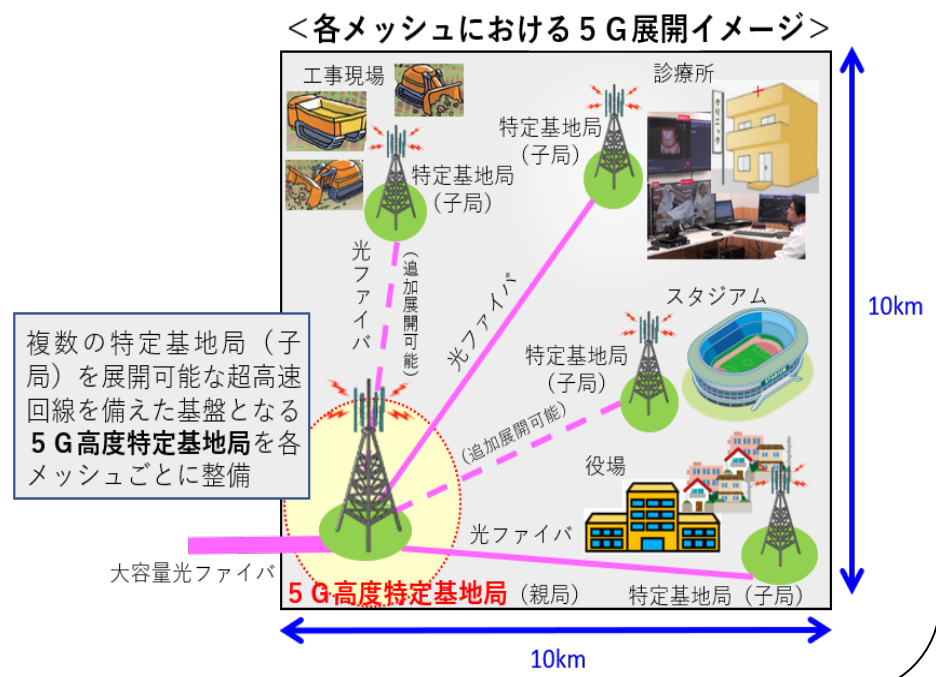 ＜各メッシュにおける５Ｇ展開イメージ＞
工事現場
診療所
特定基地局
（子局）
特定基地局
（子局）
光ファイバ
（追加展開可能）
光ファイバ
スタジアム
10km
複数の特定基地局（子
局）を展開可能な超高速
回線を備えた基盤となる
５Ｇ高度特定基地局を各
メッシュごとに整備
特定基地局
（子局）
（追加展開可能）
役場
光ファイバ
大容量光ファイバ
５Ｇ高度特定基地局（親局）
特定基地局（子局）
10km